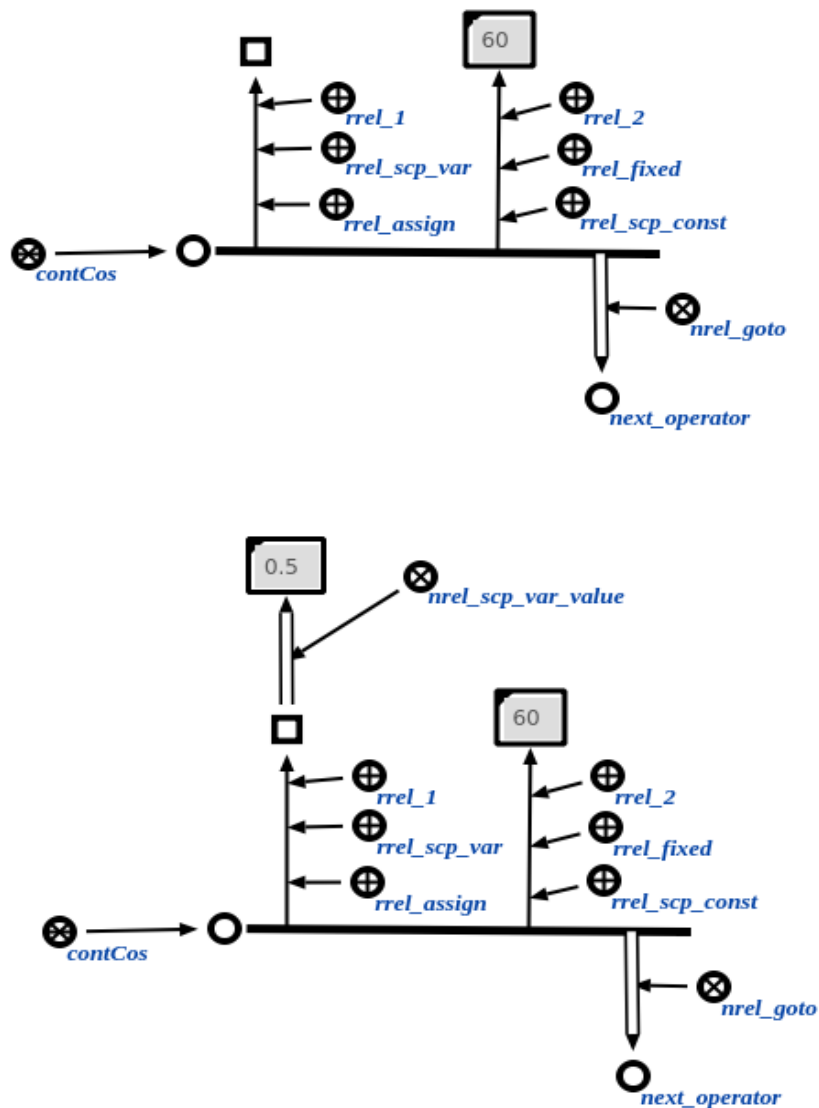 60
rrel_1
rrel_2
rrel_scp_var
rrel_fixed
rrel_assign
rrel_scp_const
contCos
nrel_goto
next_operator
0.5
nrel_scp_var_value
60
rrel_1
rrel_2
rrel_scp_var
rrel_fixed
rrel_assign
rrel_scp_const
contCos
nrel_goto
next_operator